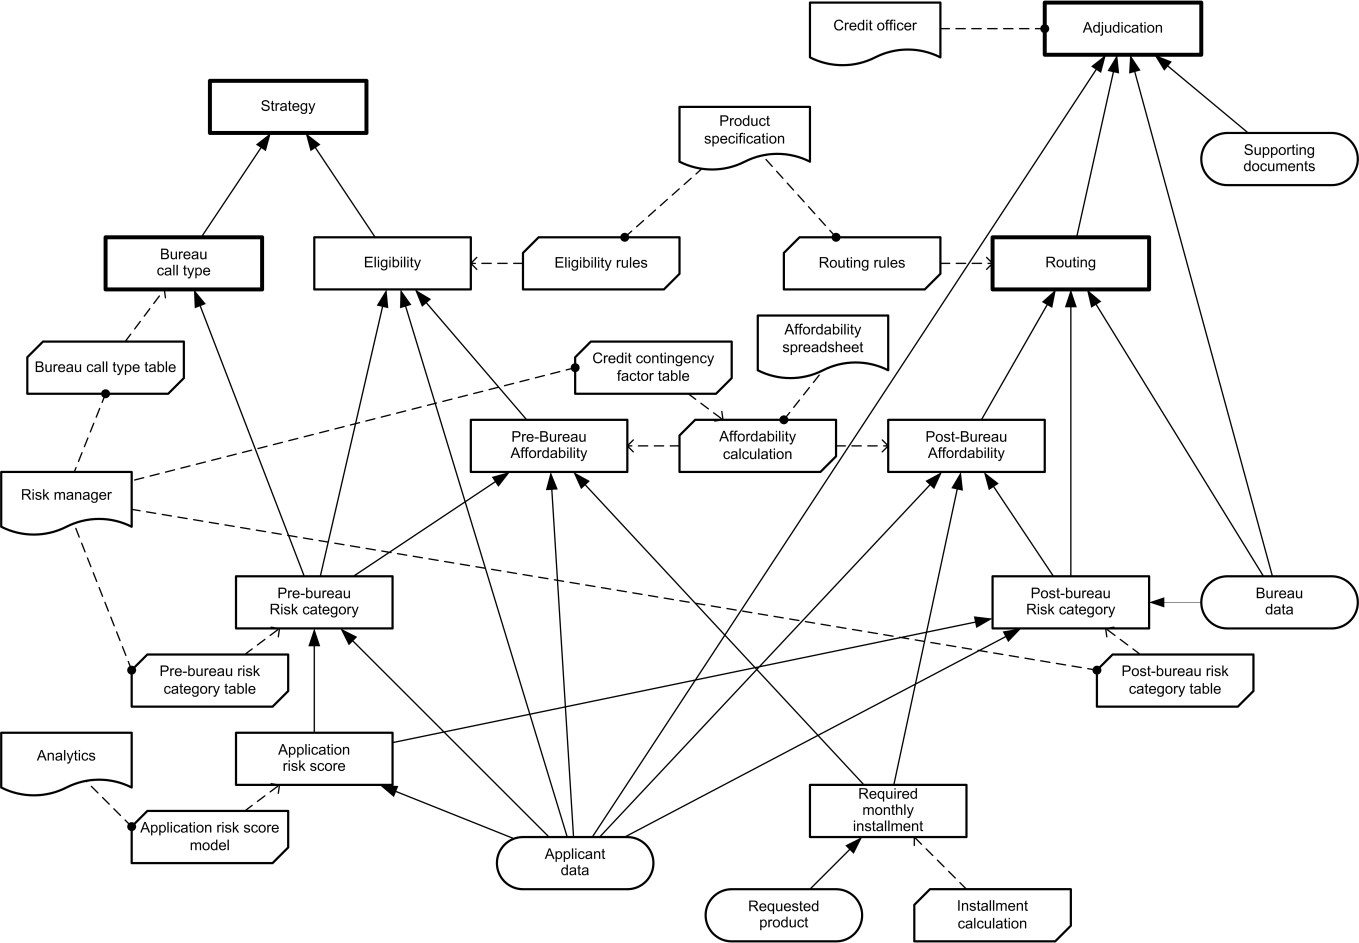 Credit officer
Adjudication
Strategy
Product
specification
Supporting
documents
Bureau
call type
Eligibility
Eligibility rules
Routing rules
Routing
Bureau call type table
Credit contingency
factor table
Affordability
spreadsheet
Pre-Bureau
Affordability
Affordability
calculation
Post-Bureau
Affordability
Risk manager
Pre-bureau
Risk category
Post-bureau
Risk category
Bureau
data
Pre-bureau risk
category table
Post-bureau risk
category table
Analytics
Application
risk score
Application risk score
model
Required
monthly
installment
Applicant
data
Requested
product
Installment
calculation